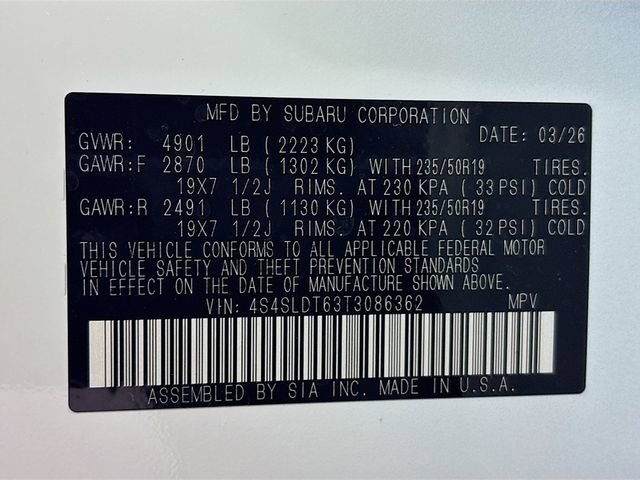 MFD BY SUBARU CORPORATION
GVWR: 4901 LB ( 2223 KG) DATE: 03/26
GAWR:F 2870 LB ( 1302 KG) WITH 235/50R19 TIRES.
19X7 1/2J RIMS. AT 230 KPA ( 33 PSI) COLD
GAWR:R 2491 LB ( 1130 KG) WITH 235/50R19 TIRES.
19X7 1/2J RIMS. AT 220 KPA ( 32 PSI) COLD
THIS VEHICLE CONFORMS TO ALL APPLICABLE FEDERAL MOTOR
VEHICLE SAFETY AND THEFT PREVENTION STANDARDS
IN EFFECT ON THE DATE OF MANUFACTURE SHOWN ABOVE.
VIN: 4S4SLDT63T3086362 MPV
ASSEMBLED BY SIA INC. MADE IN U.S.A.